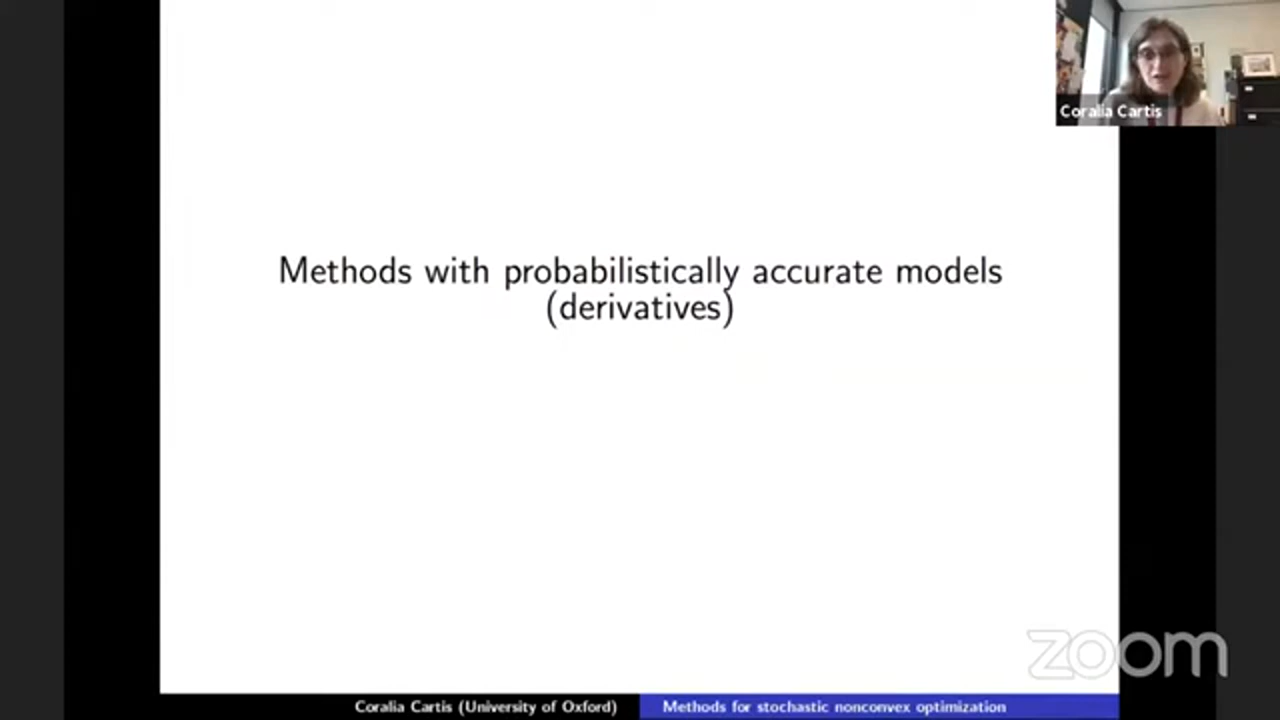 Coralia Cartis
Methods with probabilistically accurate models
(derivatives)
zoom
Coralia Cartis (University of Oxford)
Methods for stochastic nonconvex optimization